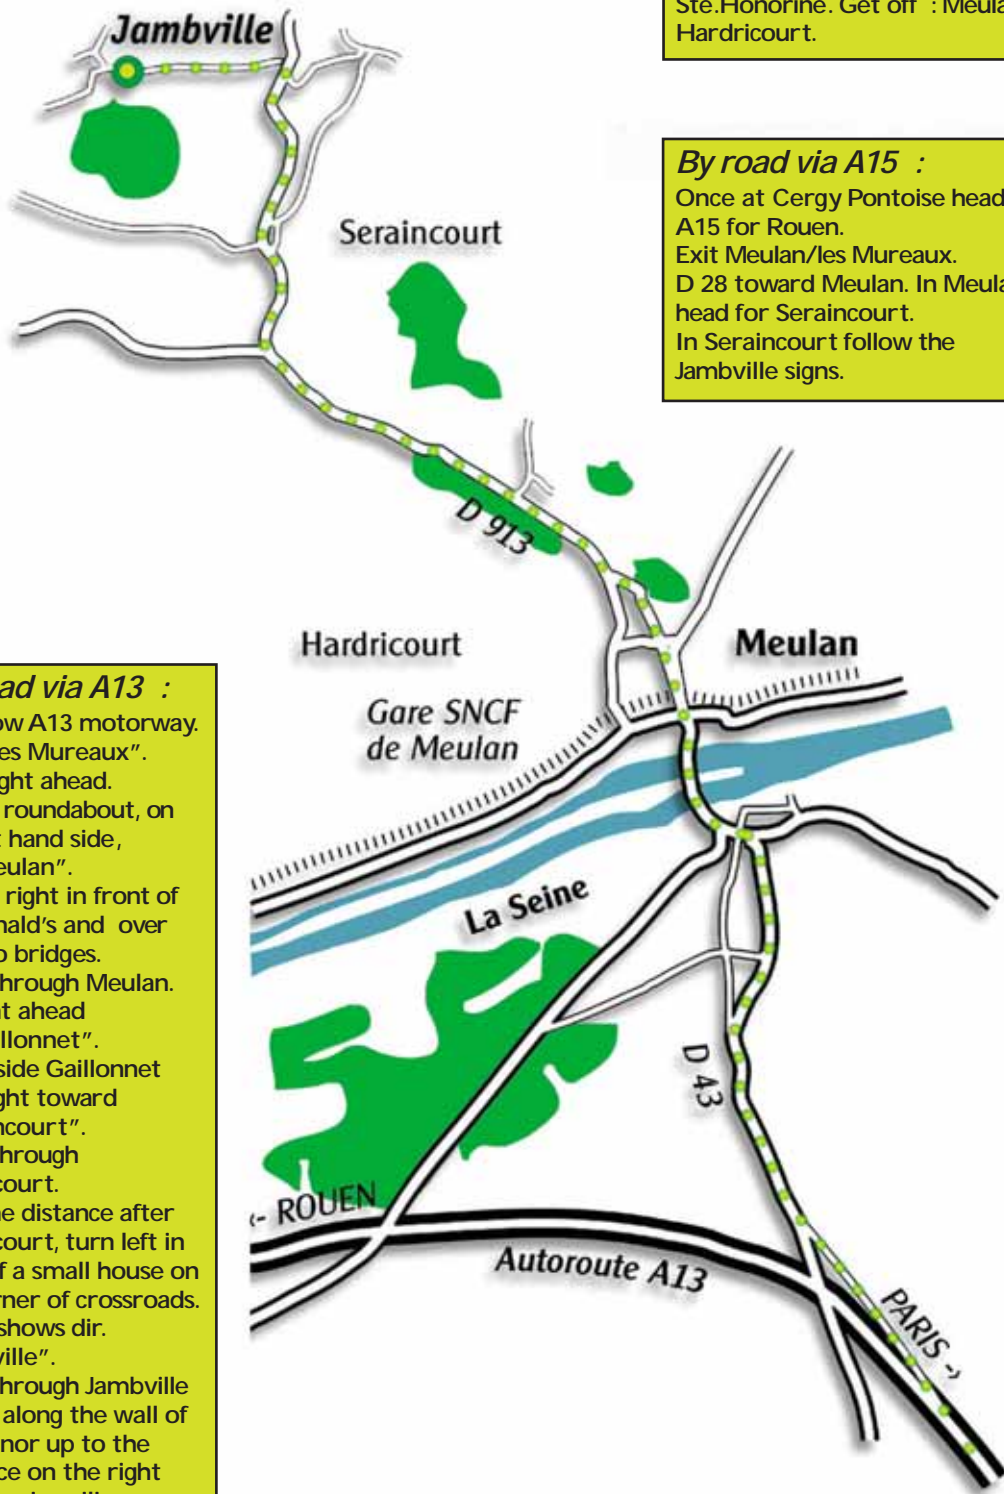 Ste.Honorine. Get off : Meula
Hardricourt.
Jambville
By road via A15 :
Once at Cergy Pontoise head
A15 for Rouen.
Exit Meulan/les Mureaux.
D 28 toward Meulan. In Meula
head for Seraincourt.
In Seraincourt follow the
Jambville signs.
Seraincourt
D 913
Hardricourt
Meulan
Gare SNCF
de Meulan
La Seine
D 43
<- ROUEN
Autoroute A13
PARIS ->
ad via A13 :
ow A13 motorway.
es Mureaux”.
ght ahead.
roundabout, on
t hand side,
eulan”.
right in front of
nald’s and over
o bridges.
hrough Meulan.
ht ahead
illonnet”.
side Gaillonnet
ght toward
ncourt”.
hrough
court.
ne distance after
court, turn left in
f a small house on
rner of crossroads.
shows dir.
ville”.
hrough Jambville
along the wall of
nor up to the
ce on the right